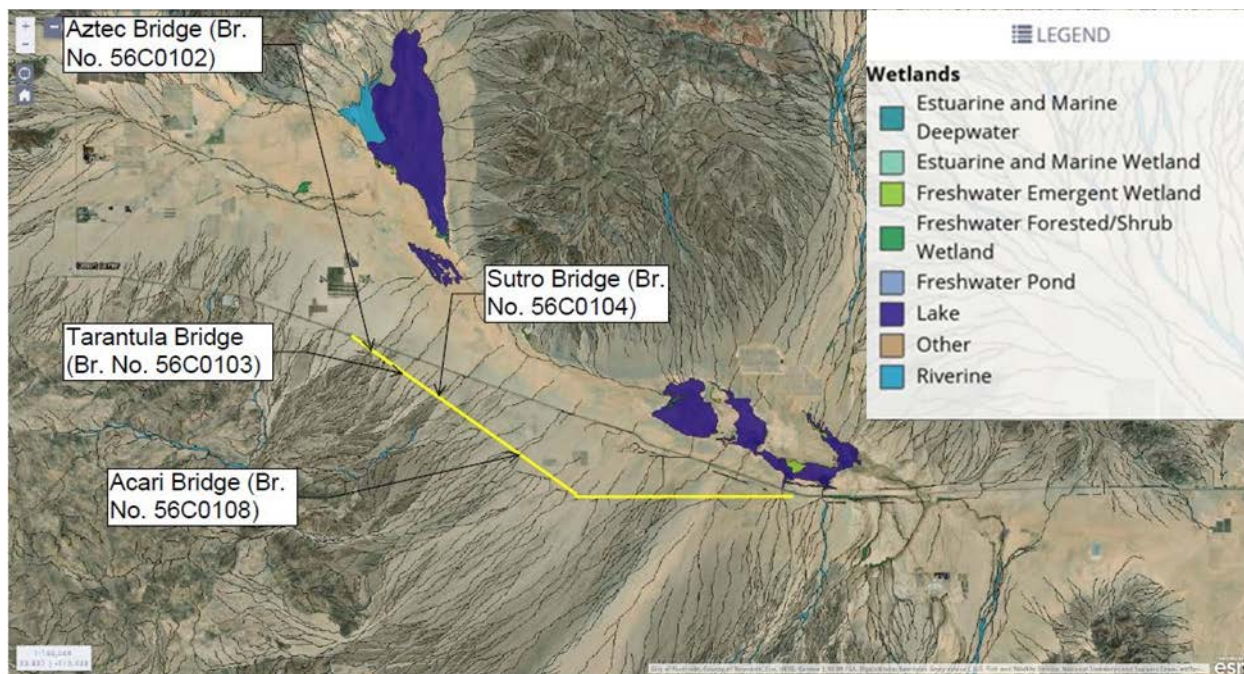 Aztec Bridge (Br.
No. 56C0102)
LEGEND
Wetlands
Estuarine and Marine
Deepwater
Estuarine and Marine Wetland
Freshwater Emergent Wetland
Freshwater Forested/Shrub
Wetland
Freshwater Pond
Lake
Other
Riverine
Sutro Bridge (Br.
No. 56C0104)
Tarantula Bridge
(Br. No. 56C0103)
Acari Bridge (Br.
No. 56C0108)
esri